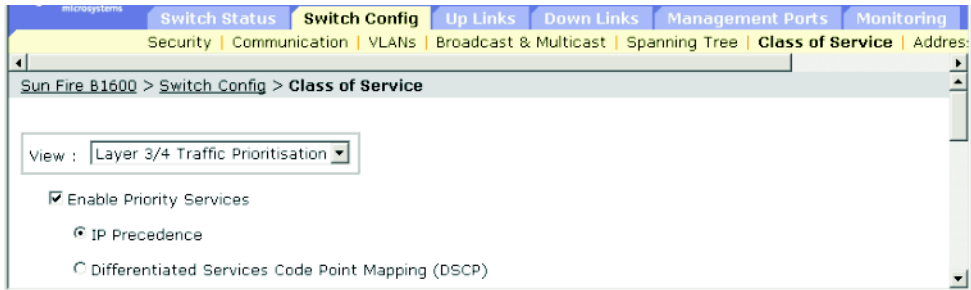 microsystems
Switch Status Switch Config Up Links Down Links Management Ports Monitoring
Security | Communication | VLANs | Broadcast & Multicast | Spanning Tree | Class of Service |
Sun Fire B1600 > Switch Config > Class of Service
View : Layer 3/4 Traffic Prioritisation
Enable Priority Services
IP Precedence
Differentiated Services Code Point Mapping (DSCP)